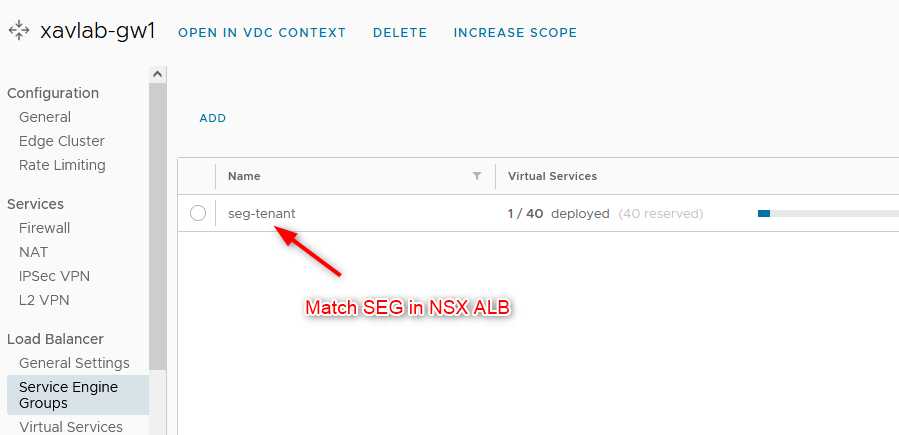 xavlab-gw1 OPEN IN VDC CONTEXT DELETE INCREASE SCOPE
Configuration
General
Edge Cluster
Rate Limiting
Services
Firewall
NAT
IPSec VPN
L2 VPN
Load Balancer
General Settings
Service Engine
Groups
Virtual Services
ADD
Name Virtual Services
seg-tenant 1 / 40 deployed (40 reserved)
Match SEG in NSX ALB